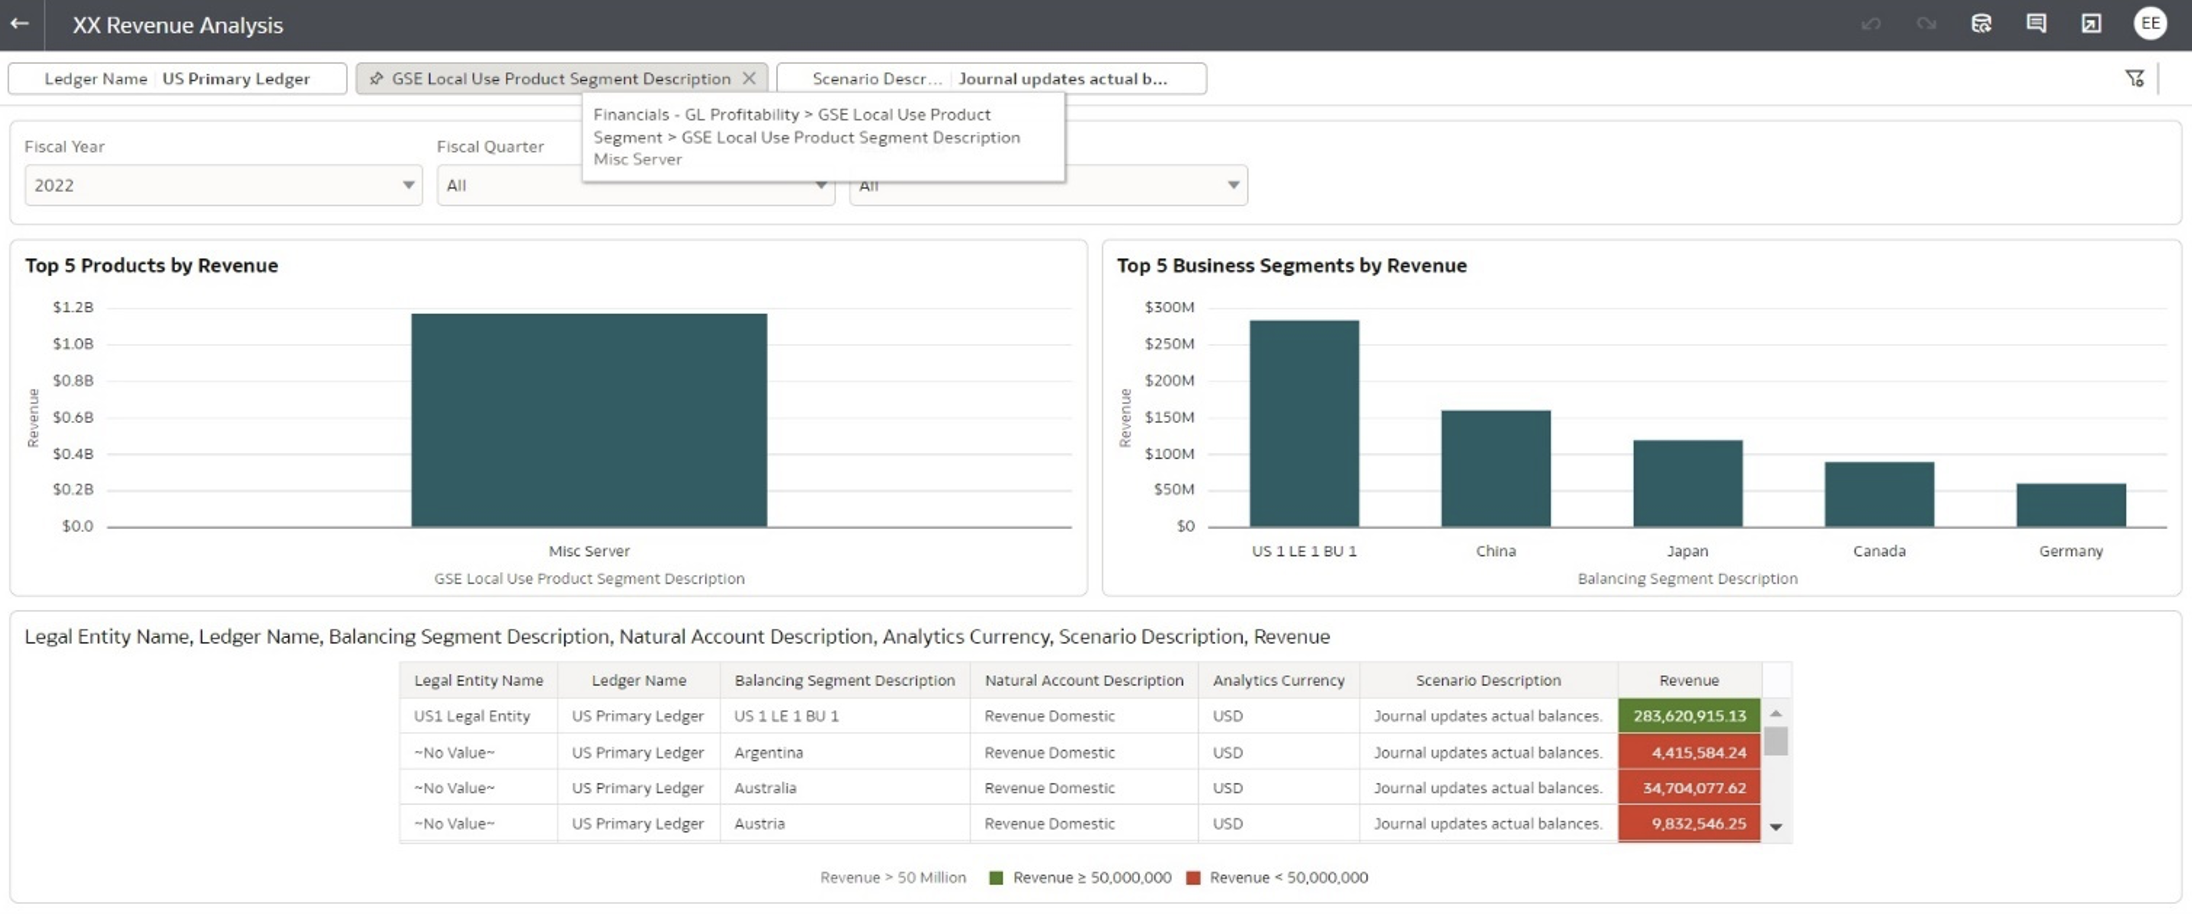 XX Revenue Analysis
EE
Ledger Name US Primary Ledger
GSE Local Use Product Segment Description
Scenario Descr... Journal updates actual b...
Financials - GL Profitability > GSE Local Use Product
Segment > GSE Local Use Product Segment Description
Misc Server
Fiscal Year
Fiscal Quarter
2022
All
All
Top 5 Products by Revenue
$1.2B
$1.0B
$0.8B
$0.6B
$0.4B
$0.2B
$0.0
Revenue
Misc Server
GSE Local Use Product Segment Description
Top 5 Business Segments by Revenue
$300M
$250M
$200M
$150M
$100M
$50M
$0
Revenue
US 1 LE 1 BU 1 China Japan Canada Germany
Balancing Segment Description
Legal Entity Name, Ledger Name, Balancing Segment Description, Natural Account Description, Analytics Currency, Scenario Description, Revenue
Legal Entity Name Ledger Name Balancing Segment Description Natural Account Description Analytics Currency Scenario Description Revenue
US1 Legal Entity US Primary Ledger US 1 LE 1 BU 1 Revenue Domestic USD Journal updates actual balances. 283,620,915.13
~No Value~ US Primary Ledger Argentina Revenue Domestic USD Journal updates actual balances. 4,415,584.24
~No Value~ US Primary Ledger Australia Revenue Domestic USD Journal updates actual balances. 34,704,077.62
~No Value~ US Primary Ledger Austria Revenue Domestic USD Journal updates actual balances. 9,832,546.25
Revenue > 50 Million Revenue ≥ 50,000,000 Revenue < 50,000,000